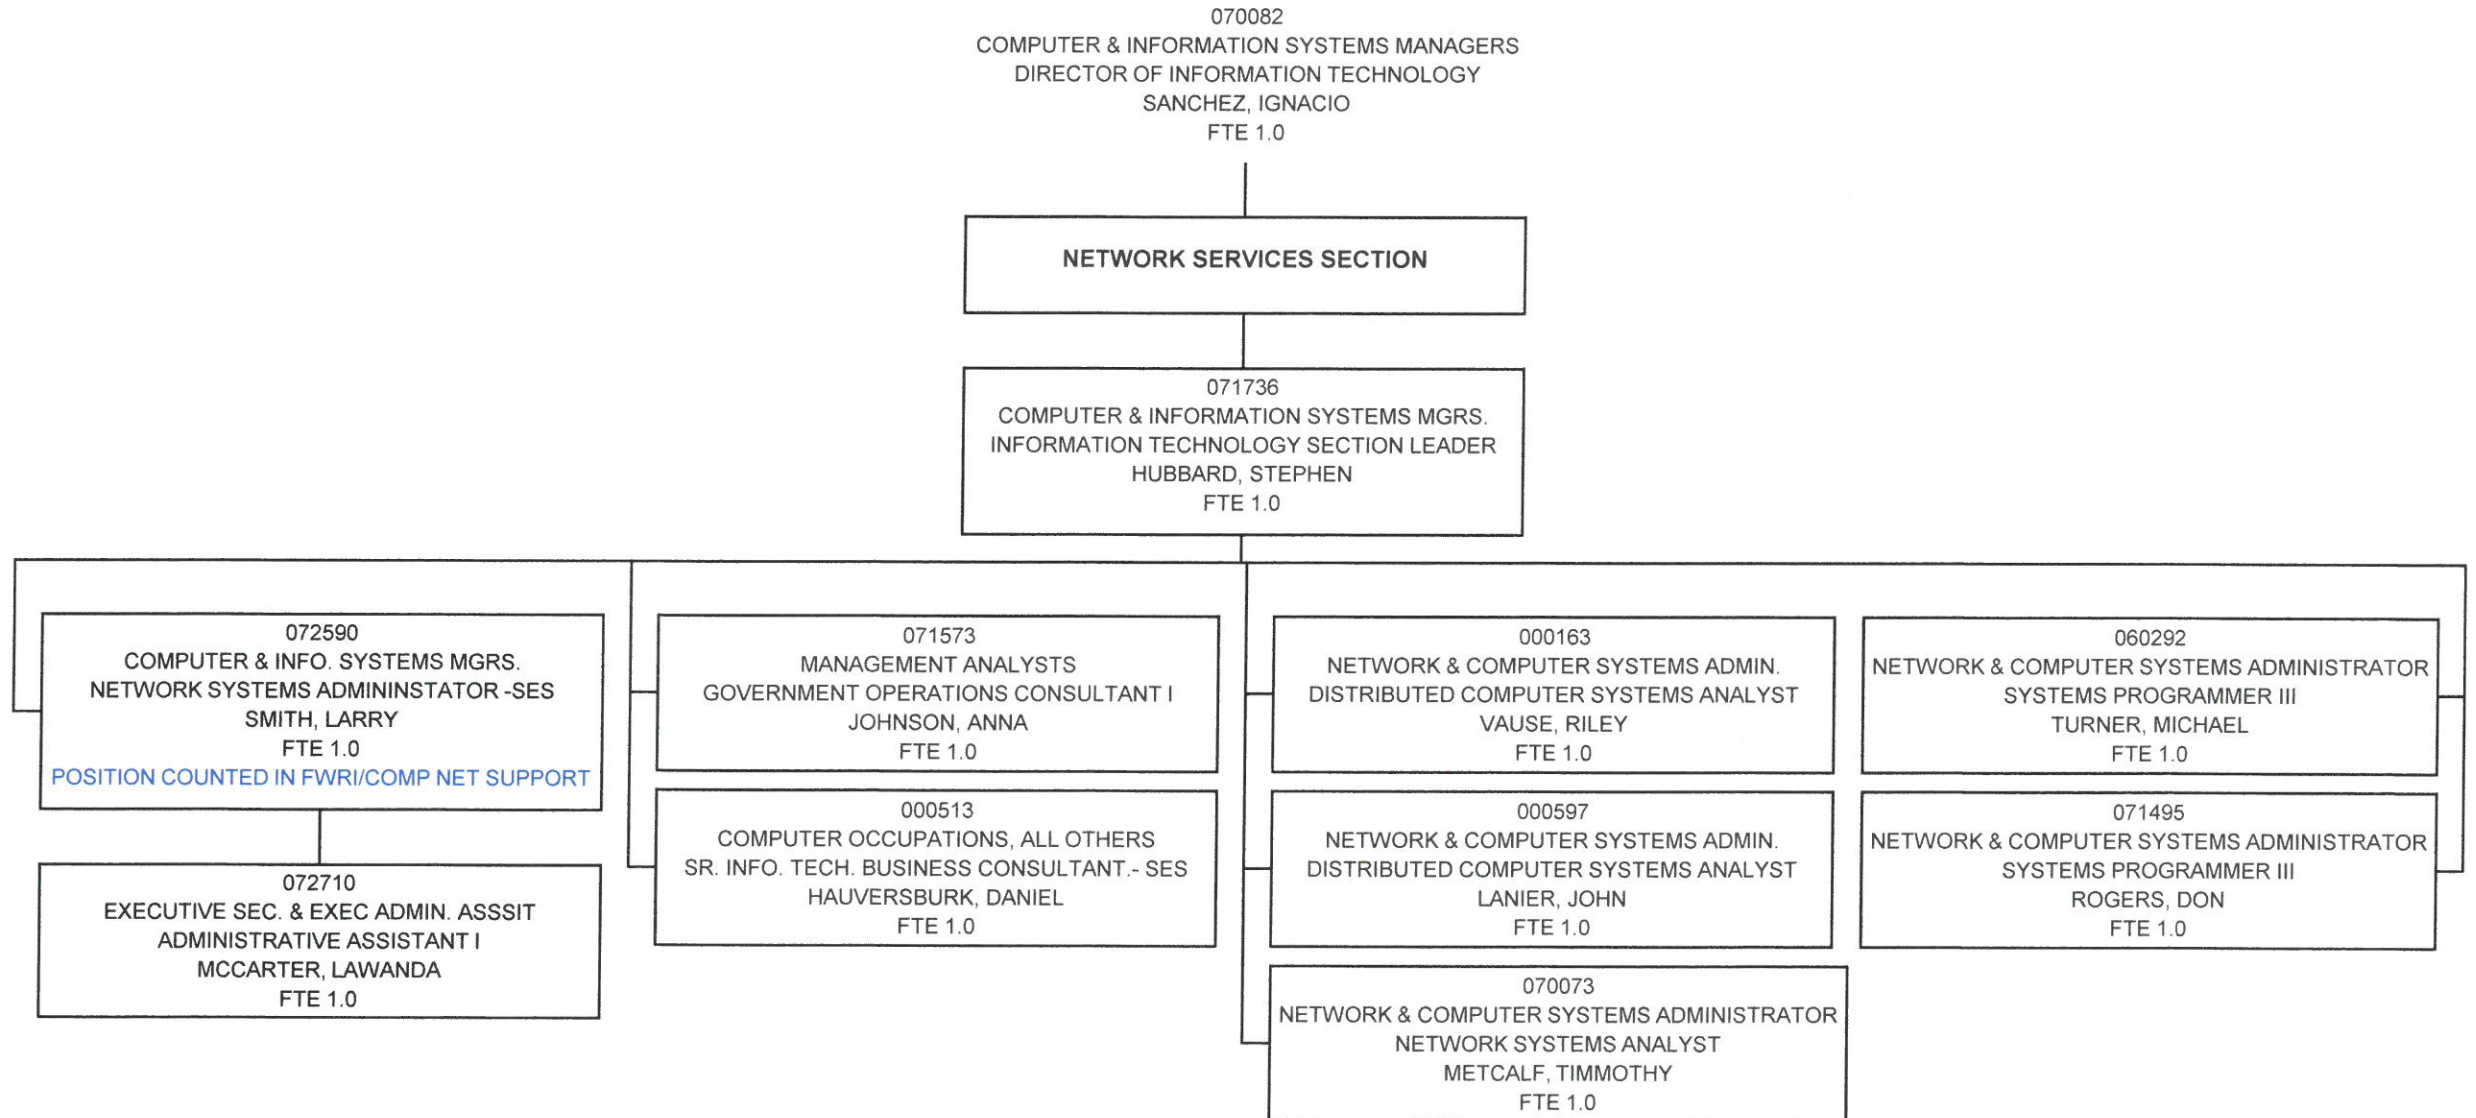 070082
COMPUTER & INFORMATION SYSTEMS MANAGERS
DIRECTOR OF INFORMATION TECHNOLOGY
SANCHEZ, IGNACIO
FTE 1.0
NETWORK SERVICES SECTION
071736
COMPUTER & INFORMATION SYSTEMS MGRS.
INFORMATION TECHNOLOGY SECTION LEADER
HUBBARD, STEPHEN
FTE 1.0
072590
COMPUTER & INFO. SYSTEMS MGRS.
NETWORK SYSTEMS ADMININSTATOR -SES
SMITH, LARRY
FTE 1.0
POSITION COUNTED IN FWRI/COMP NET SUPPORT
072710
EXECUTIVE SEC. & EXEC ADMIN. ASSSIT
ADMINISTRATIVE ASSISTANT I
MCCARTER, LAWANDA
FTE 1.0
071573
MANAGEMENT ANALYSTS
GOVERNMENT OPERATIONS CONSULTANT I
JOHNSON, ANNA
FTE 1.0
000513
COMPUTER OCCUPATIONS, ALL OTHERS
SR. INFO. TECH. BUSINESS CONSULTANT.- SES
HAUVERSBURK, DANIEL
FTE 1.0
000163
NETWORK & COMPUTER SYSTEMS ADMIN.
DISTRIBUTED COMPUTER SYSTEMS ANALYST
VAUSE, RILEY
FTE 1.0
000597
NETWORK & COMPUTER SYSTEMS ADMIN.
DISTRIBUTED COMPUTER SYSTEMS ANALYST
LANIER, JOHN
FTE 1.0
070073
NETWORK & COMPUTER SYSTEMS ADMINISTRATOR
NETWORK SYSTEMS ANALYST
METCALF, TIMMOTHY
FTE 1.0
060292
NETWORK & COMPUTER SYSTEMS ADMINISTRATOR
SYSTEMS PROGRAMMER III
TURNER, MICHAEL
FTE 1.0
071495
NETWORK & COMPUTER SYSTEMS ADMINISTRATOR
SYSTEMS PROGRAMMER III
ROGERS, DON
FTE 1.0